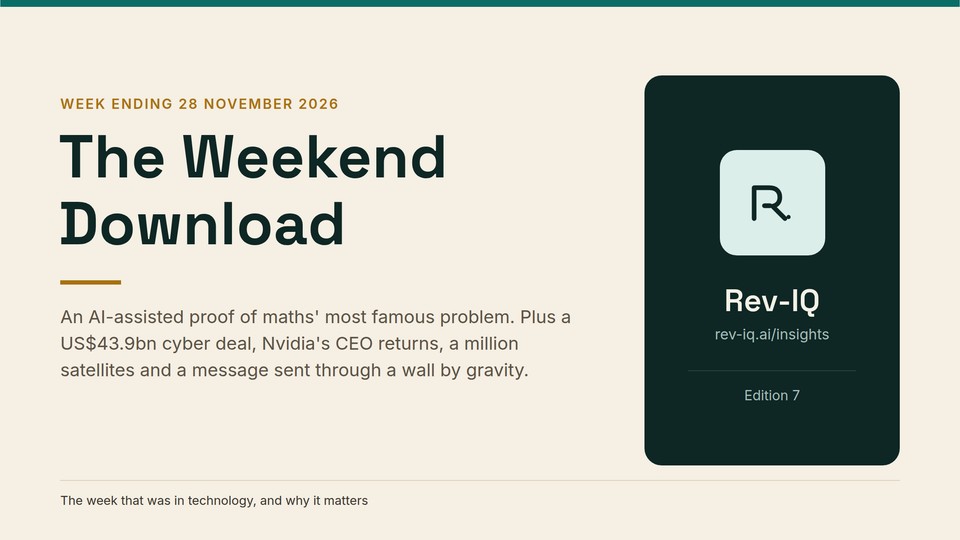 WEEK ENDING 28 NOVEMBER 2026
The Weekend
Download
An AI-assisted proof of maths' most famous problem. Plus a
US$43.9bn cyber deal, Nvidia's CEO returns, a million
satellites and a message sent through a wall by gravity.
R.
Rev-IQ
rev-iq.ai/insights
Edition 7
The week that was in technology, and why it matters